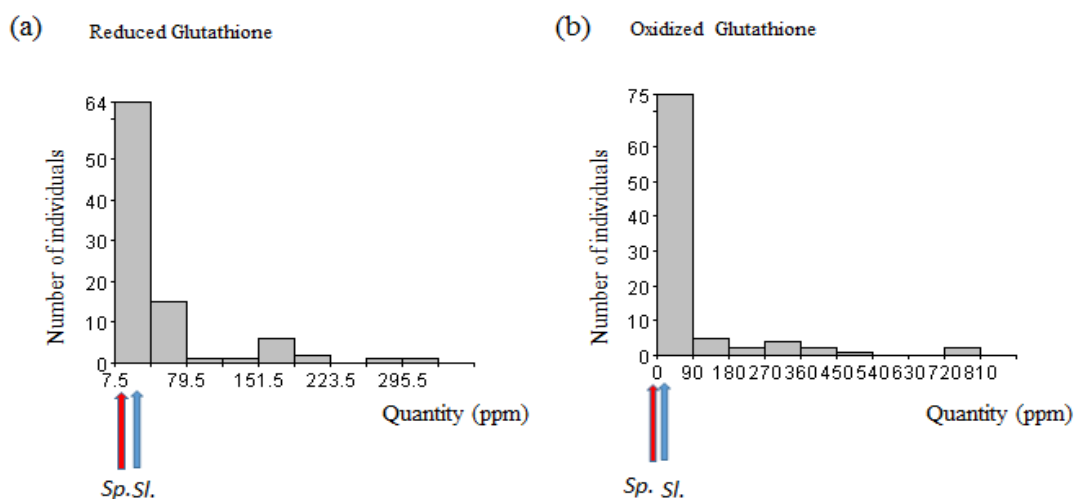 (a) Reduced Glutathione
64
50
40
30
20
10
0
Number of individuals
7.5 79.5 151.5 223.5 295.5
Quantity (ppm)
Sp. Sl.
(b) Oxidized Glutathione
75
60
50
40
30
20
10
0
Number of individuals
0 90 180 270 360 450 540 630 720 810
Quantity (ppm)
Sp. Sl.